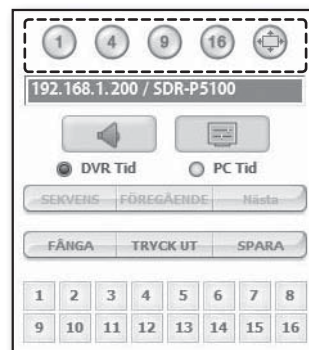 1 4 9 16
192.168.1.200 / SDR-P5100
DVR Tid PC Tid
SEKVENS FÖREGÅENDE Nästa
FÅNGA TRYCK UT SPARA
1 2 3 4 5 6 7 8
9 10 11 12 13 14 15 16